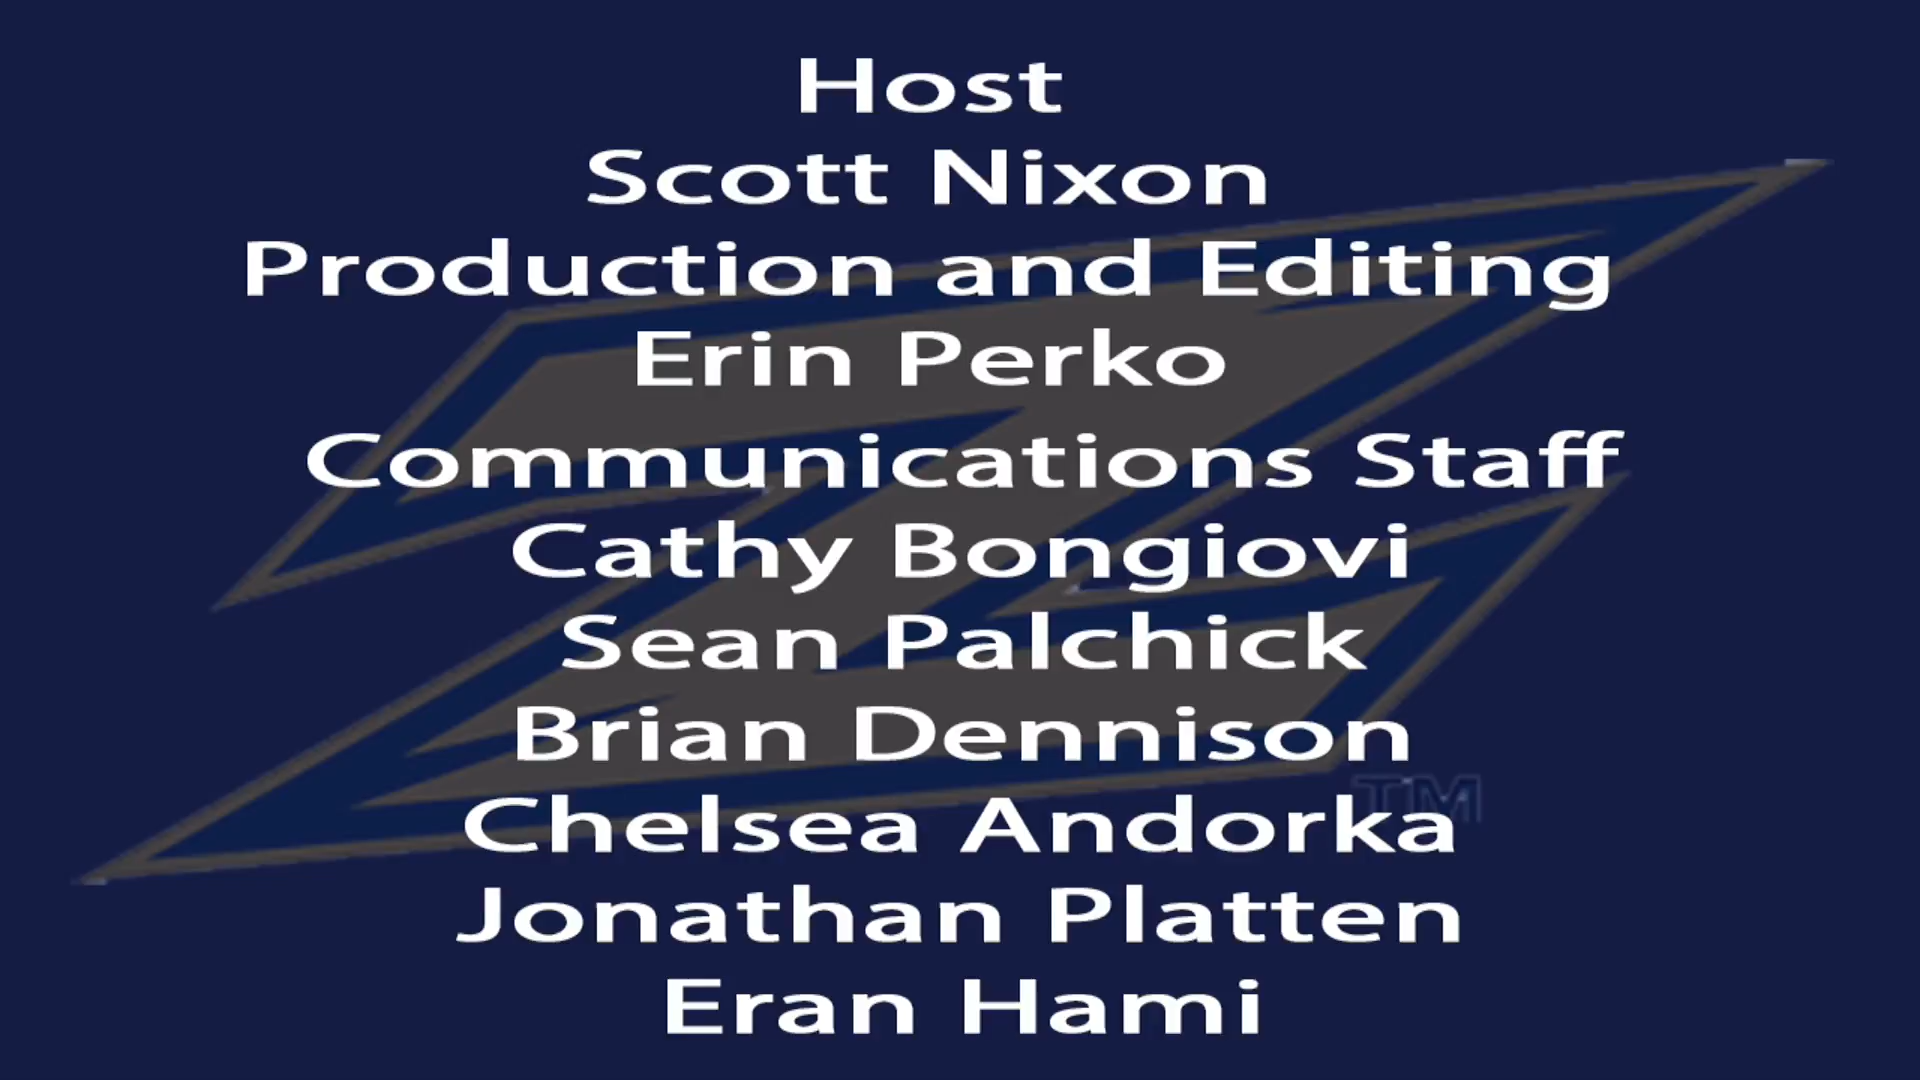 Host
Scott Nixon
Production and Editing
Erin Perko
Communications Staff
Cathy Bongiovi
Sean Palchick
Brian Dennison
Chelsea Andorka
Jonathan Platten
Eran Hami
TM